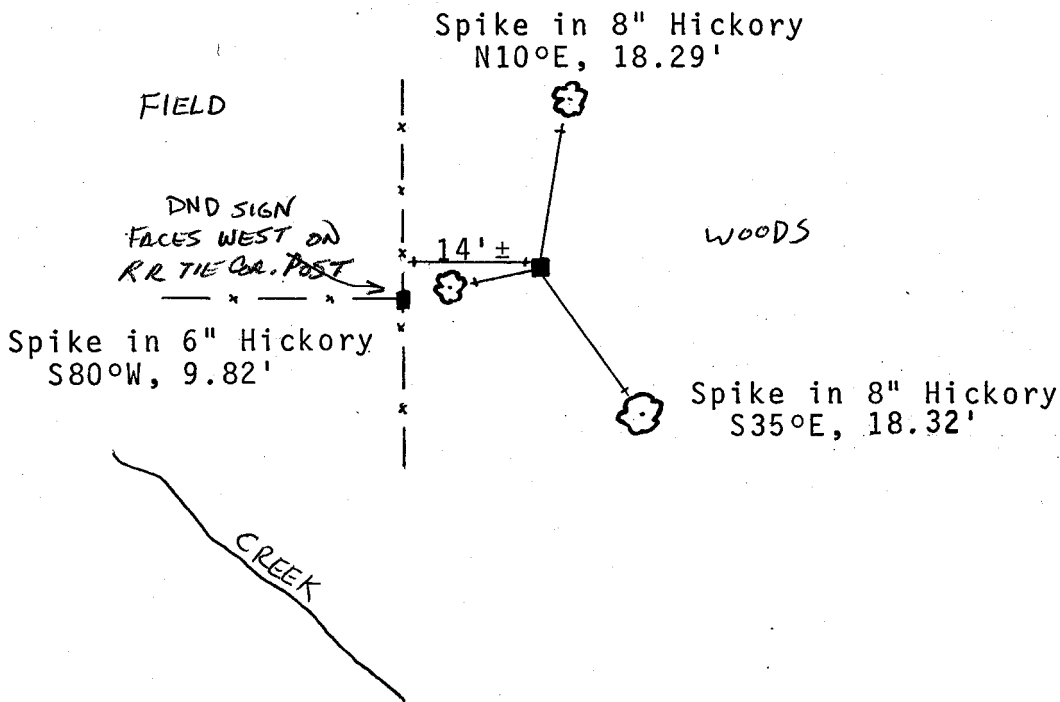 Spike in 8" Hickory
N10°E, 18.29'
FIELD
DND SIGN
FACES WEST ON
RR TIE COR. POST
14'±
WOODS
Spike in 6" Hickory
S80°W, 9.82'
Spike in 8" Hickory
S35°E, 18.32'
CREEK